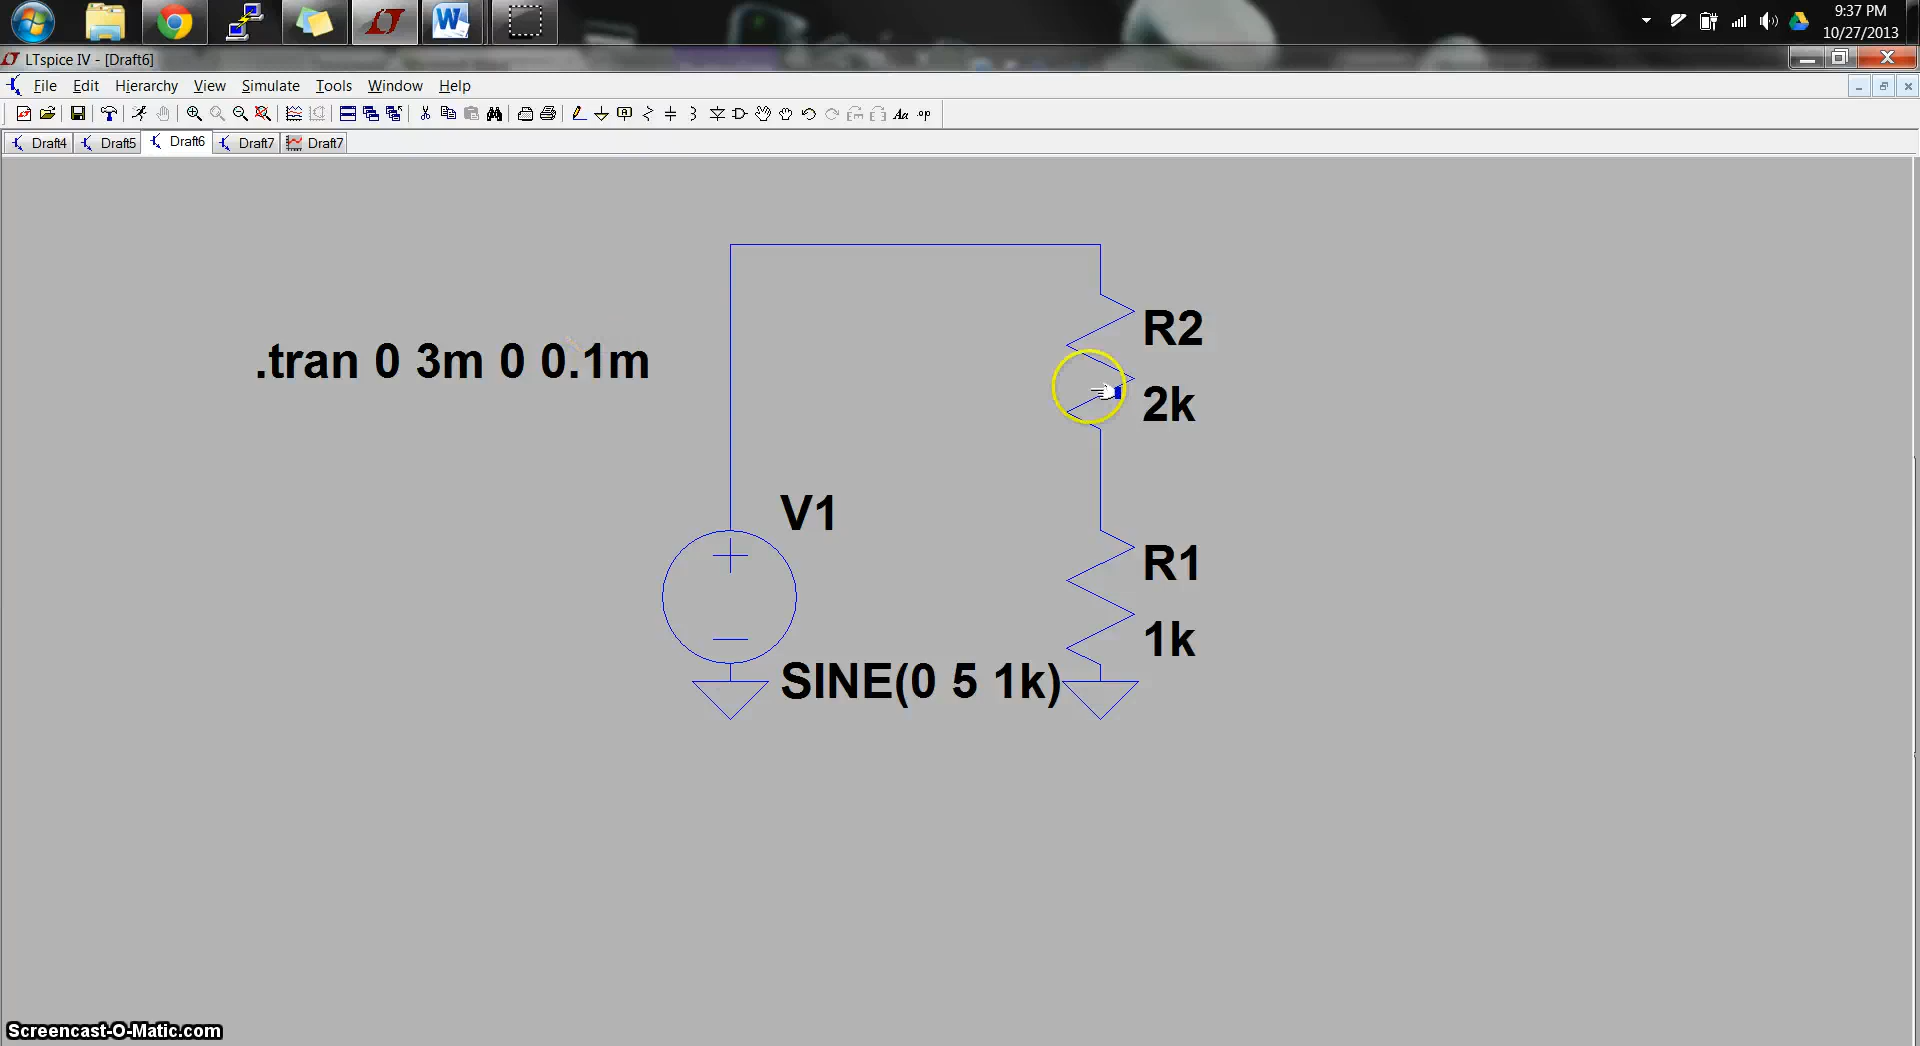 9:37 PM
10/27/2013
LTspice IV - [Draft6]
File Edit Hierarchy View Simulate Tools Window Help
Aa .op
Draft4 Draft5 Draft6 Draft7 Draft7
R2
.tran 0 3m 0 0.1m
2k
V1
R1
1k
SINE(0 5 1k)
Screencast-O-Matic.com